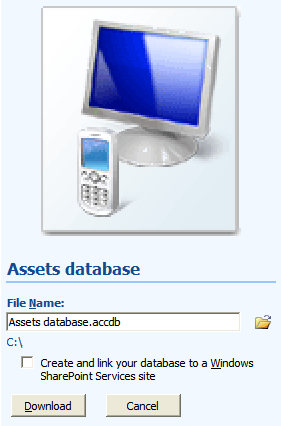 Assets database
File Name:
Assets database.accdb
C:\
Create and link your database to a Windows
SharePoint Services site
Download
Cancel